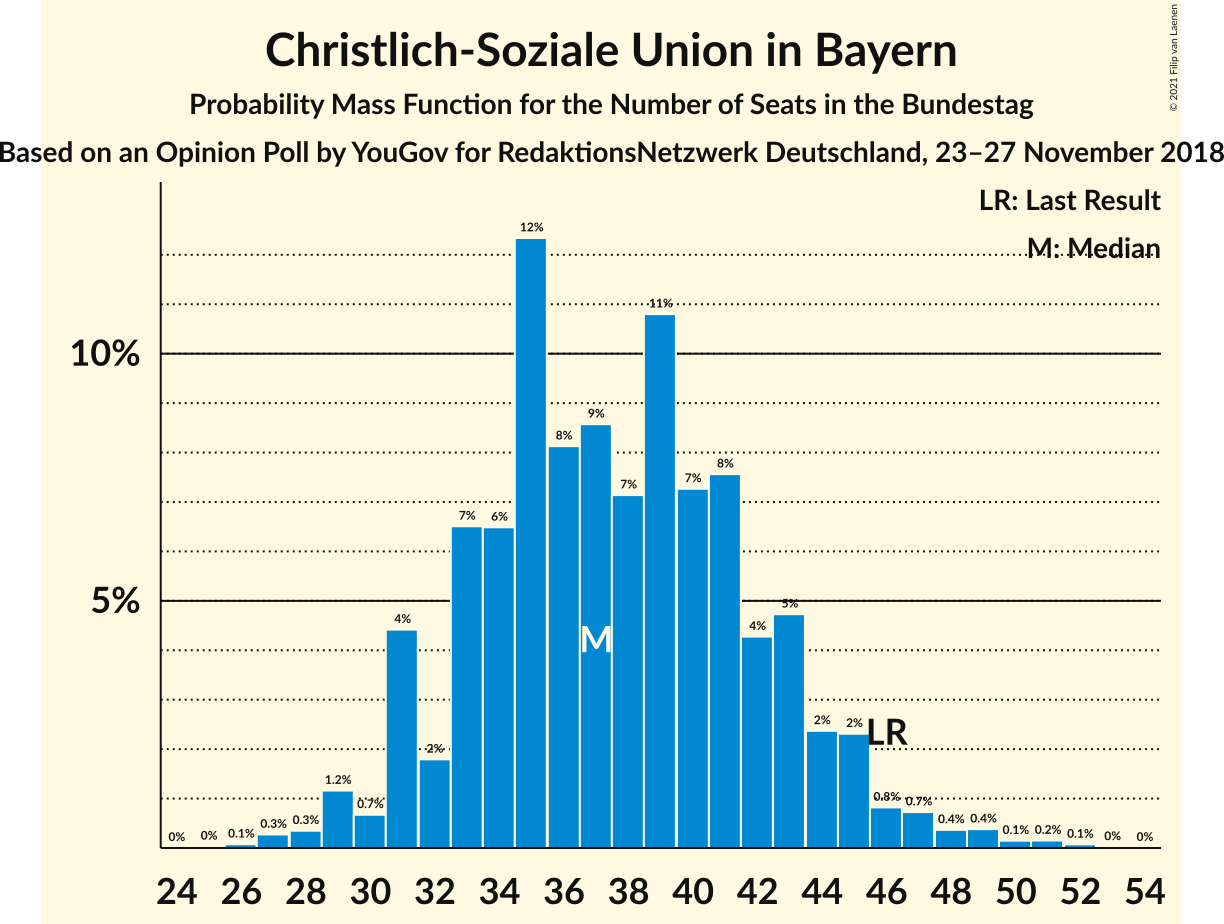 Christlich-Soziale Union in Bayern
Probability Mass Function for the Number of Seats in the Bundestag
Based on an Opinion Poll by YouGov for RedaktionsNetzwerk Deutschland, 23–27 November 2018
© 2021 Filip van Laenen
LR: Last Result
M: Median
10%
5%
0% 0% 0.1% 0.3% 0.3% 1.2% 0.7% 4% 2% 7% 6% 12% 8% 9% 7% 11% 7% 8% 4% 5% 2% 2% 0.8% 0.7% 0.4% 0.4% 0.1% 0.2% 0.1% 0% 0%
M
LR
24 26 28 30 32 34 36 38 40 42 44 46 48 50 52 54